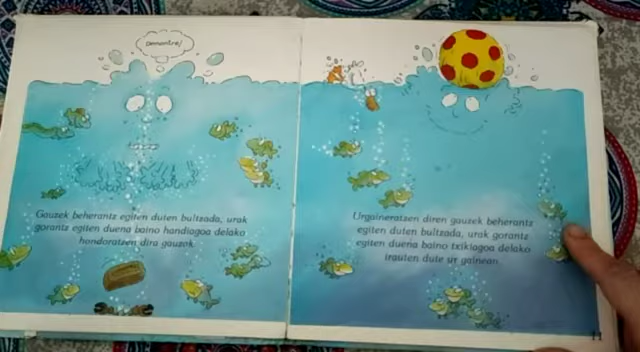 Demontre!
Gauzek beherantz egiten duten bultzada, urak
gorantz egiten duena baino handiagoa delako
hondoratzen dira gauzak.
Urgaineratzen diren gauzek beherantz
egiten duten bultzada, urak gorantz
egiten duena baino txikiagoa delako
irauten dute ur gainean.
11